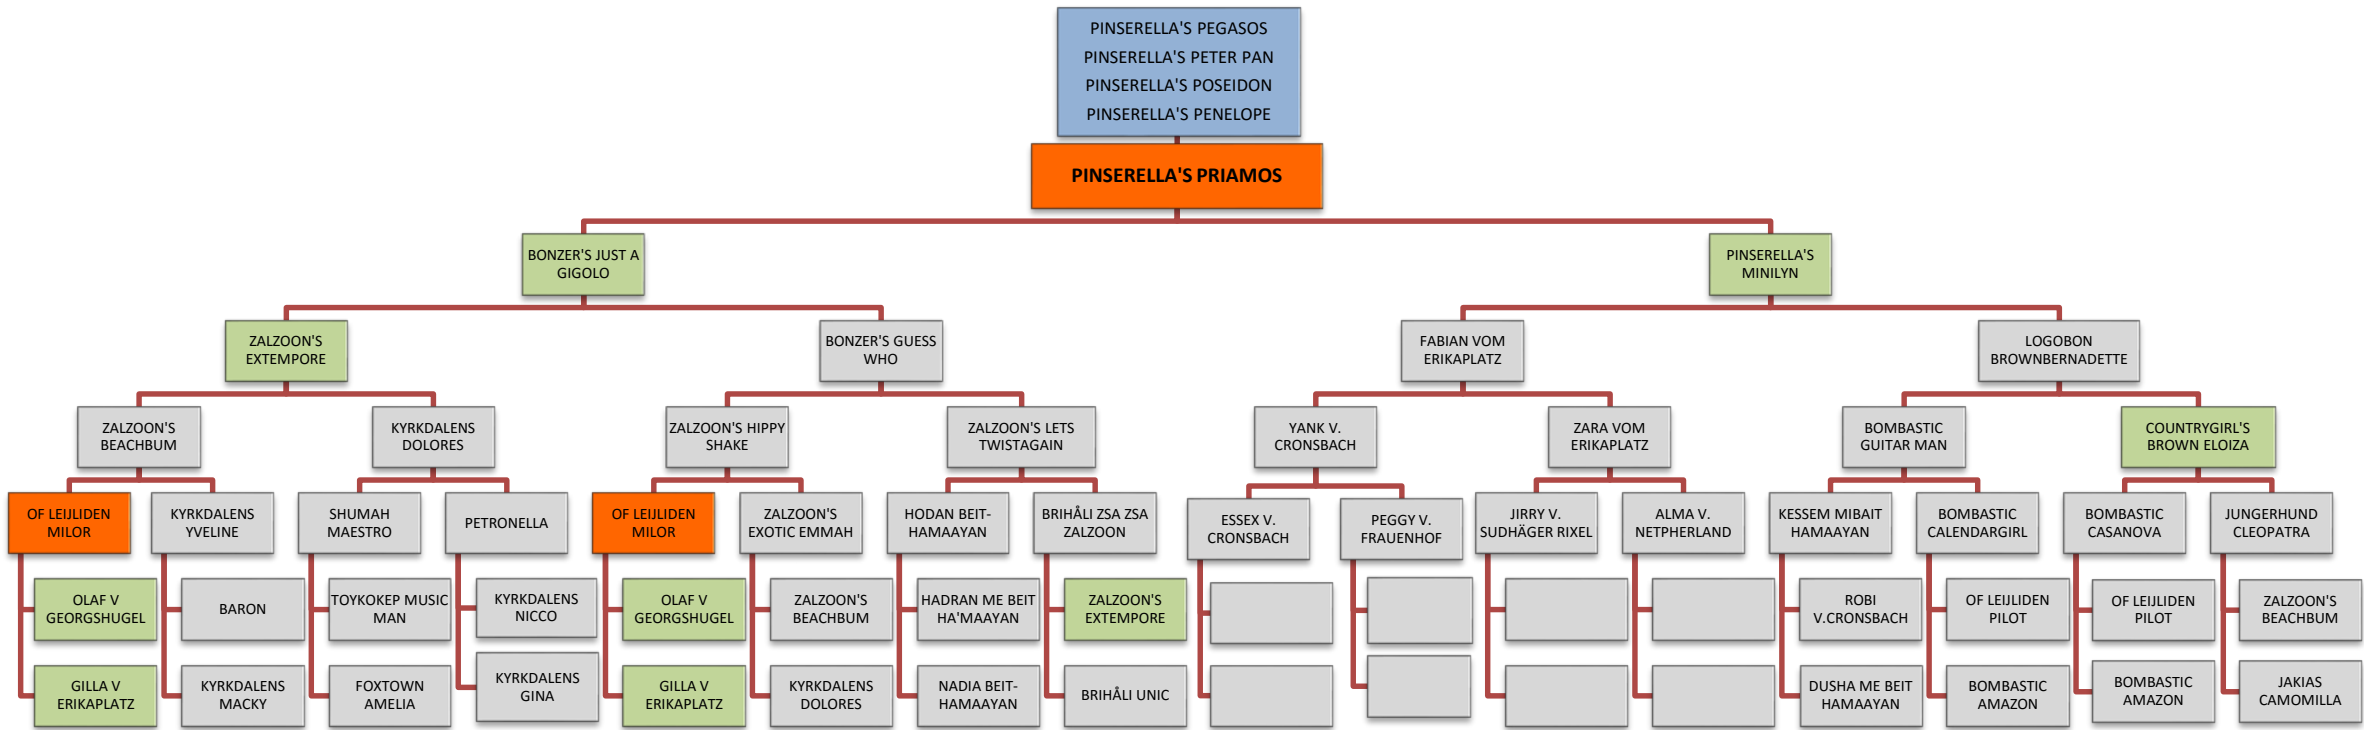 PINSERELLA'S PEGASOS
PINSERELLA'S PETER PAN
PINSERELLA'S POSEIDON
PINSERELLA'S PENELOPE
PINSERELLA'S PRIAMOS
BONZER'S JUST A
GIGOLO
PINSERELLA'S
MINILYN
ZALZOON'S
EXTEMPORE
BONZER'S GUESS
WHO
FABIAN VOM
ERIKAPLATZ
LOGOBON
BROWNBERNADETTE
ZALZOON'S
BEACHBUM
KYRKDALENS
DOLORES
ZALZOON'S HIPPY
SHAKE
ZALZOON'S LETS
TWISTAGAIN
YANK V.
CRONSBACH
ZARA VOM
ERIKAPLATZ
BOMBASTIC
GUITAR MAN
COUNTRYGIRL'S
BROWN ELOIZA
OF LEIJLIDEN
MILOR
KYRKDALENS
YVELINE
SHUMAH
MAESTRO
PETRONELLA
OF LEIJLIDEN
MILOR
ZALZOON'S
EXOTIC EMMAH
HODAN BEIT-
HAMAAYAN
BRIHÅLI ZSA ZSA
ZALZOON
ESSEX V.
CRONSBACH
PEGGY V.
FRAUENHOF
JIRRY V.
SUDHÄGER RIXEL
ALMA V.
NETPHERLAND
KESSEM MIBAIT
HAMAAYAN
BOMBASTIC
CALENDARGIRL
BOMBASTIC
CASANOVA
JUNGERHUND
CLEOPATRA
OLAF V
GEORGSHUGEL
BARON
TOYKOKEP MUSIC
MAN
KYRKDALENS
NICCO
OLAF V
GEORGSHUGEL
ZALZOON'S
BEACHBUM
HADRAN ME BEIT
HA'MAAYAN
ZALZOON'S
EXTEMPORE
ROBI
V.CRONSBACH
OF LEIJLIDEN
PILOT
OF LEIJLIDEN
PILOT
ZALZOON'S
BEACHBUM
GILLA V
ERIKAPLATZ
KYRKDALENS
MACKY
FOXTOWN
AMELIA
KYRKDALENS
GINA
GILLA V
ERIKAPLATZ
KYRKDALENS
DOLORES
NADIA BEIT-
HAMAAYAN
BRIHÅLI UNIC
DUSHA ME BEIT
HAMAAYAN
BOMBASTIC
AMAZON
BOMBASTIC
AMAZON
JAKIAS
CAMOMILLA